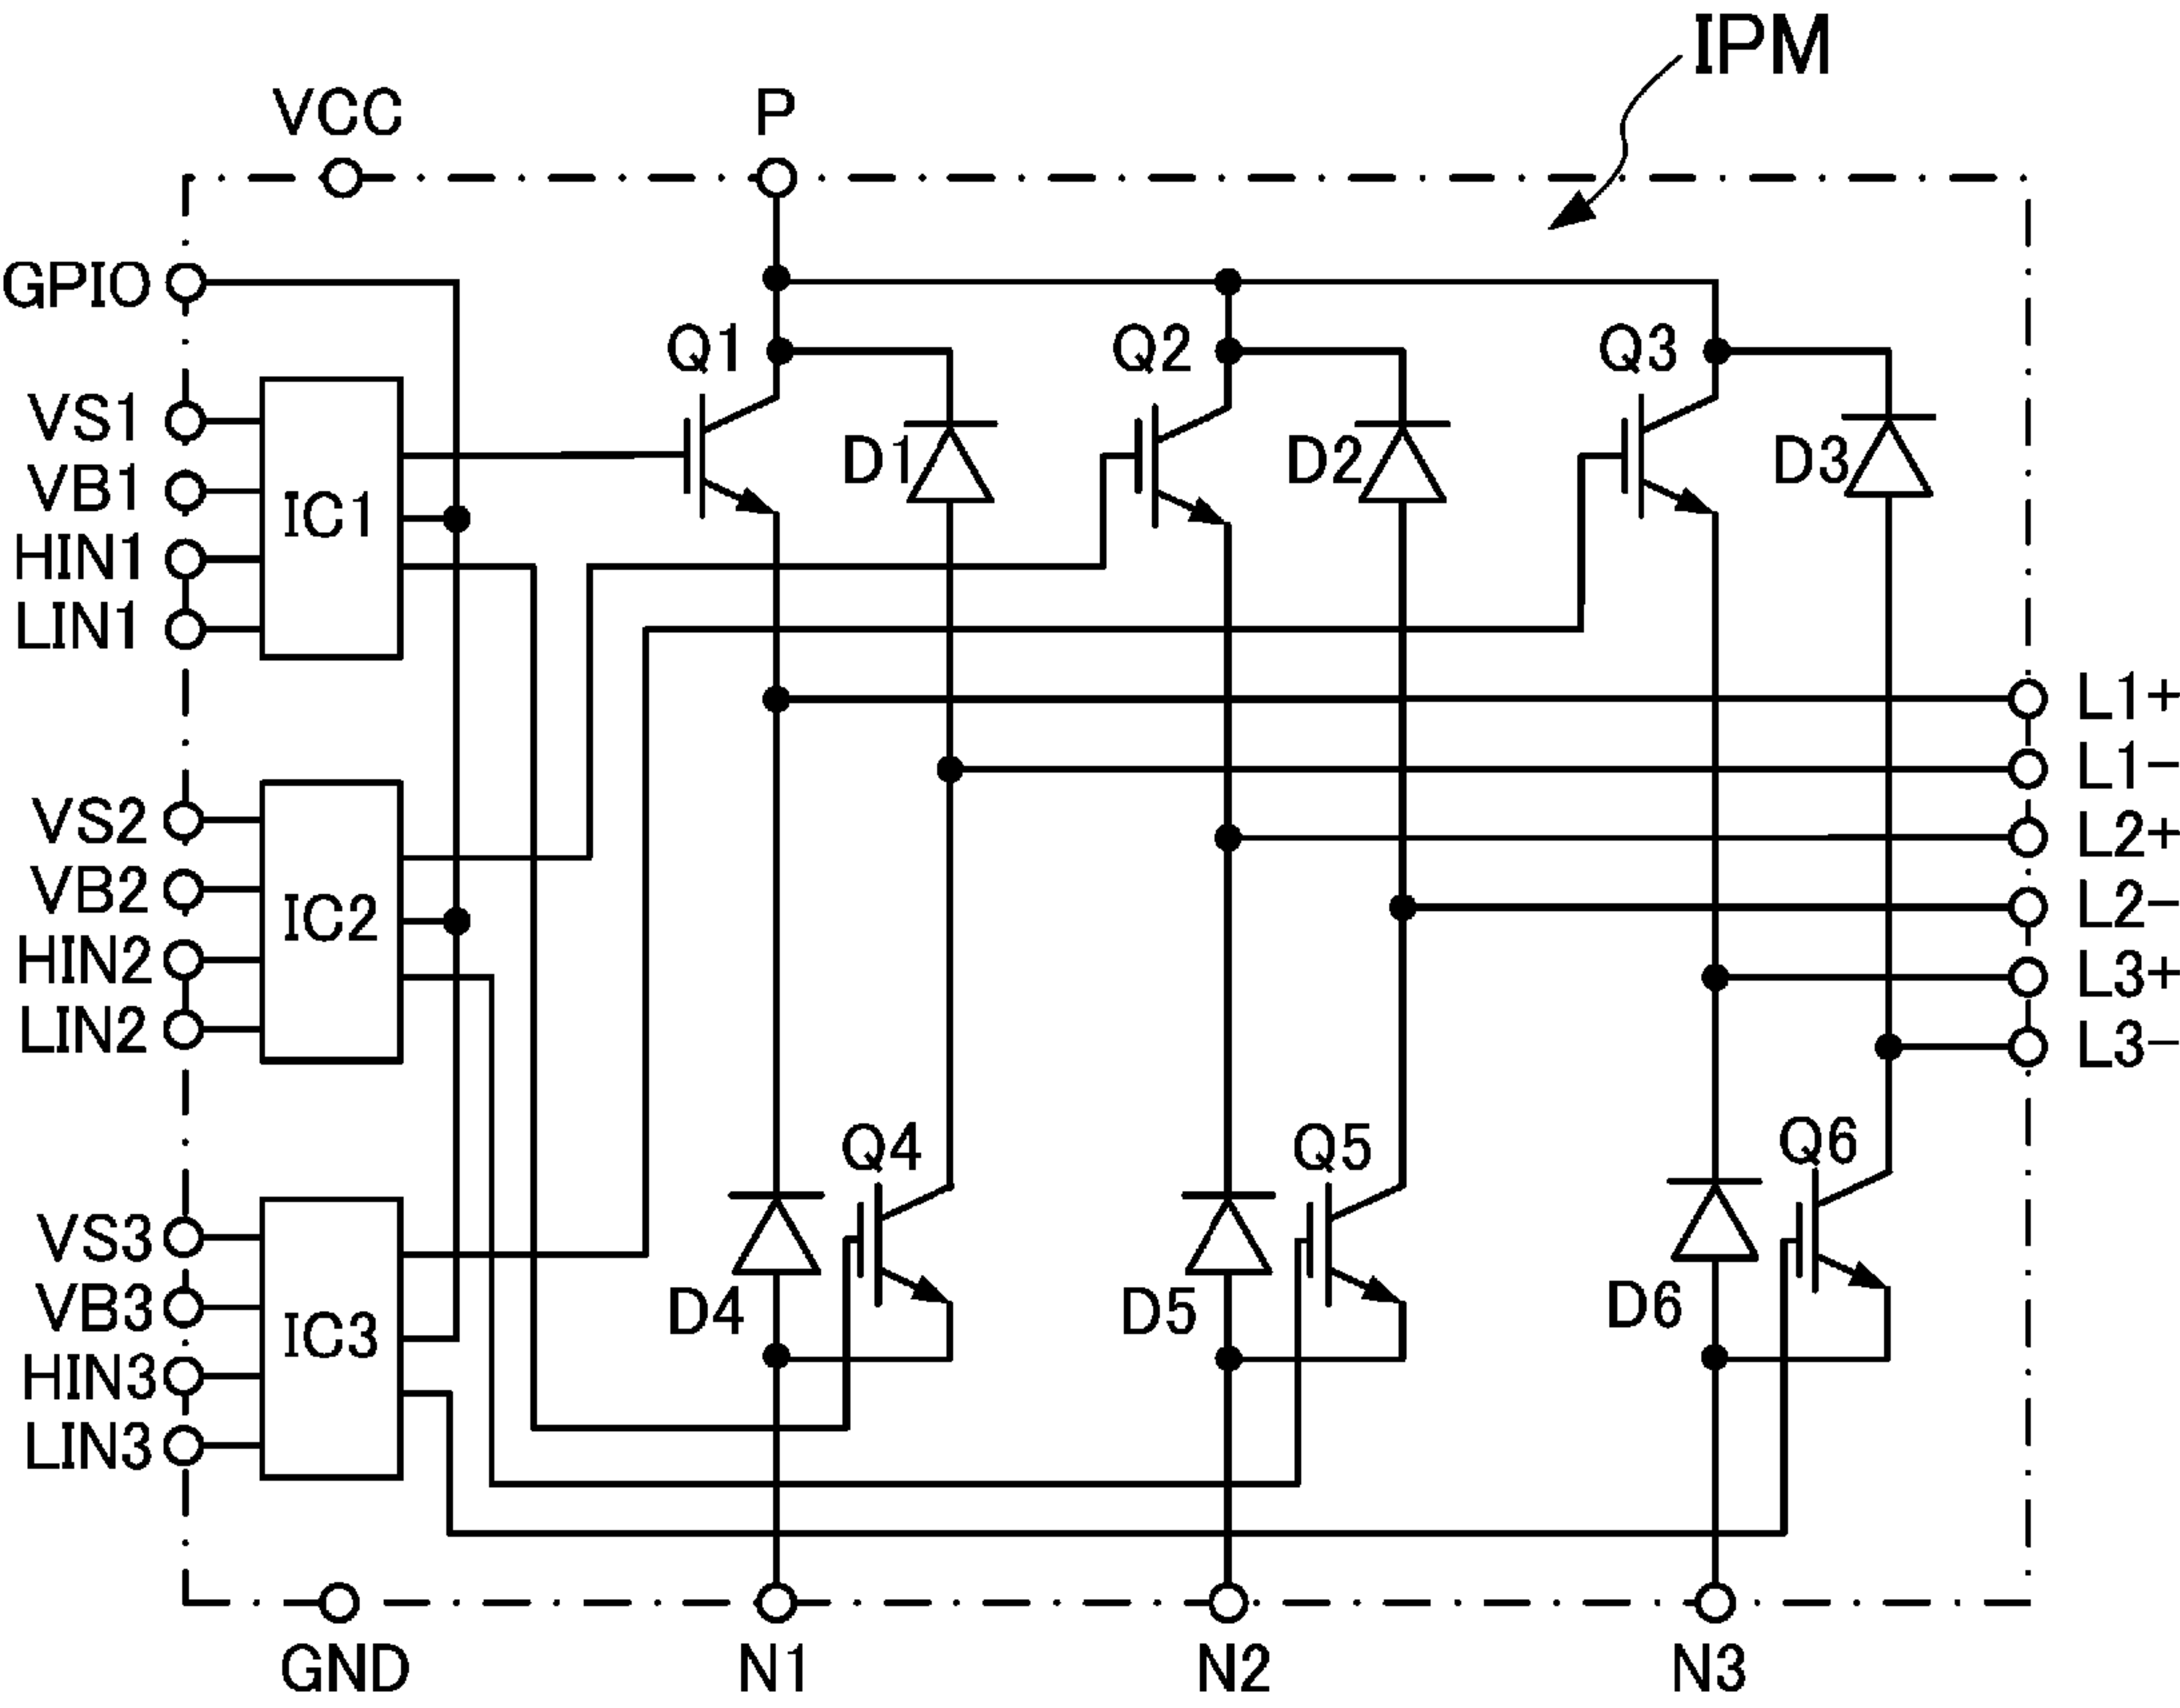 IPM
VCC
P
GPIO
Q1
Q2
Q3
VS1
D1
D2
D3
VB1
IC1
HIN1
LIN1
L1+
L1−
VS2
L2+
VB2
IC2
L2−
HIN2
L3+
LIN2
L3−
Q4
Q5
Q6
VS3
VB3
D4
D5
D6
IC3
HIN3
LIN3
GND
N1
N2
N3